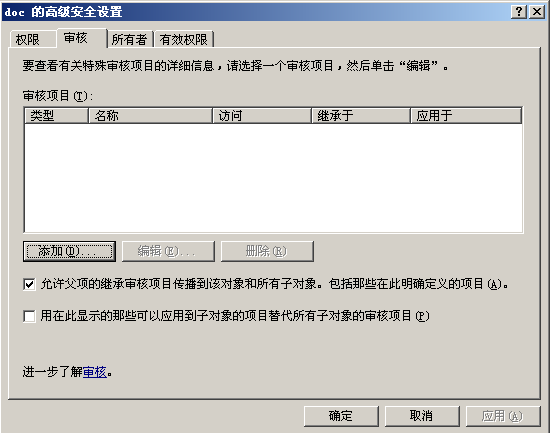 doc 的高级安全设置
权限 审核 所有者 有效权限
要查看有关特殊审核项目的详细信息，请选择一个审核项目，然后单击“编辑”。
审核项目(T):
类型 名称 访问 继承于 应用于
添加(D)... 编辑(E)... 删除(R)
允许父项的继承审核项目传播到该对象和所有子对象。包括那些在此明确定义的项目(A)。
用在此显示的那些可以应用到子对象的项目替代所有子对象的审核项目(P)
进一步了解审核。
确定 取消 应用(A)